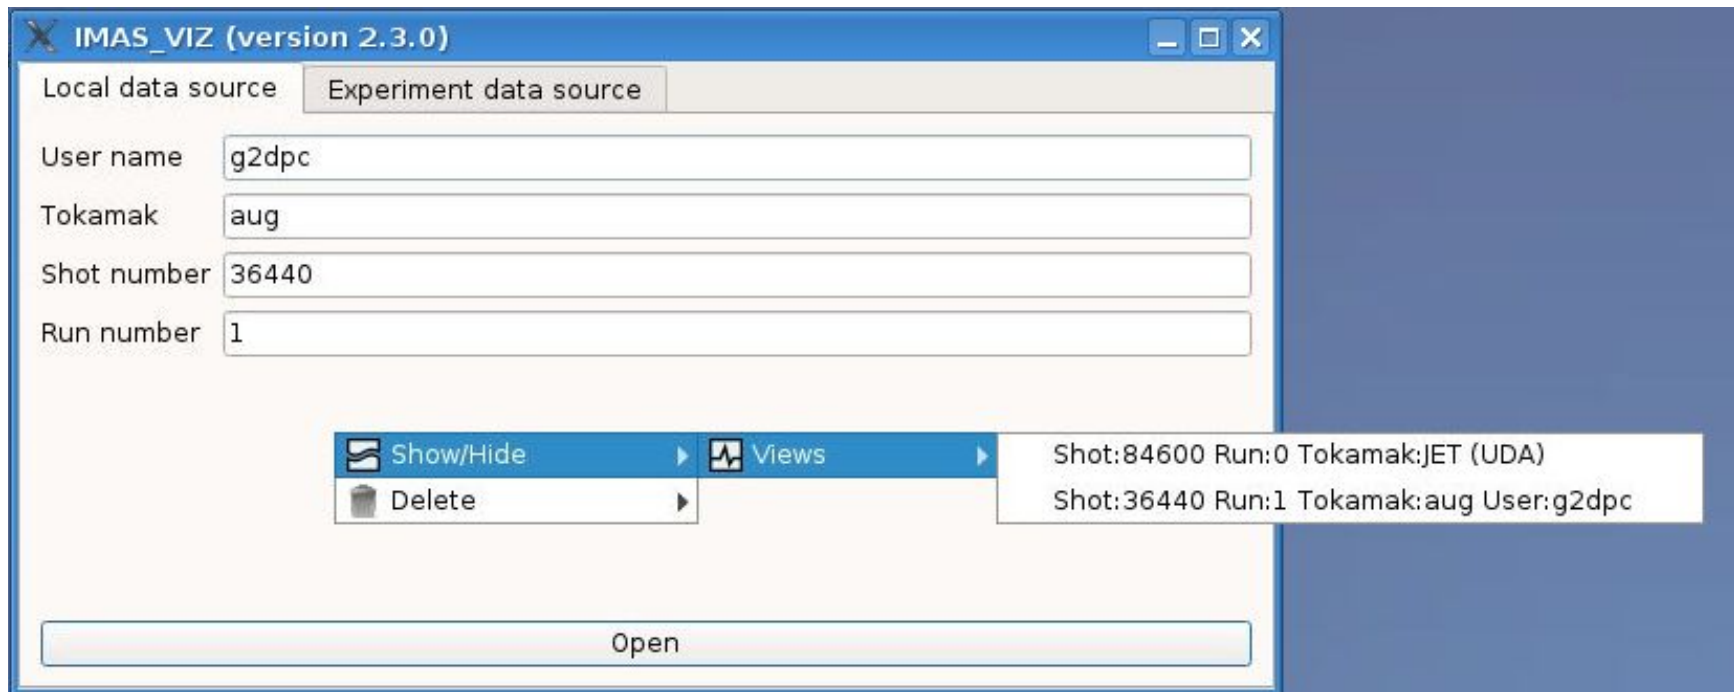 IMAS_VIZ (version 2.3.0)
Local data source Experiment data source
User name g2dpc
Tokamak aug
Shot number 36440
Run number 1
Show/Hide Views Shot:84600 Run:0 Tokamak:JET (UDA)
Delete Shot:36440 Run:1 Tokamak:aug User:g2dpc
Open